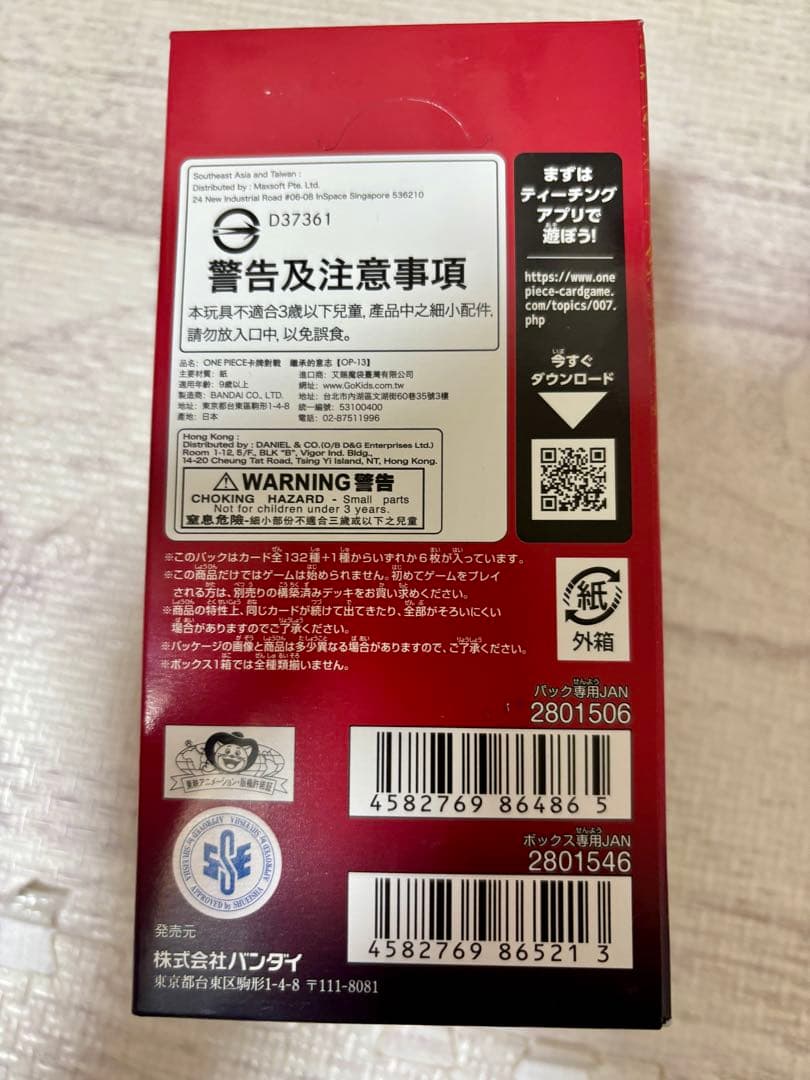 Southeast Asia and Taiwan :
Distributed by : Maxsoft Pte. Ltd.
24 New Industrial Road #06-08 InSpace Singapore 536210
D37361
警告及注意事項
本玩具不適合3歲以下兒童, 產品中之細小配件,
請勿放入口中, 以免誤食。
品名: ONE PIECE卡牌對戰 繼承的意志【OP-13】
主要材質: 紙
適用年齡: 9歲以上
製造商: BANDAI CO., LTD.
地址: 東京都台東區駒形1-4-8
產地: 日本
進口商: 艾賜魔袋臺灣有限公司
網址: www.GoKids.com.tw
地址: 台北市內湖區文湖街60巷35號3樓
統一編號: 53100400
電話: 02-87511996
Hong Kong :
Distributed by : DANIEL & CO.(O/B D&G Enterprises Ltd.)
Room 1-12, 5/F., BLK "B", Vigor Ind. Bldg.,
14-20 Cheung Tat Road, Tsing Yi Island, NT, Hong Kong.
WARNING 警告
CHOKING HAZARD - Small parts
Not for children under 3 years.
窒息危險-細小部份不適合三歲或以下之兒童
まずは
ティーチング
アプリで
遊ぼう!
https://www.one
piece-cardgame.
com/topics/007.
php
今すぐ
ダウンロード
※このパックはカード全132種+1種からいずれか6枚が入っています。
※この商品だけではゲームは始められません。初めてゲームをプレイ
される方は、別売りの構築済みデッキをお買い求めください。
※商品の特性上、同じカードが続けて出てきたり、全部がそろいにくい
場合がありますのでご了承ください。
※パッケージの画像と商品は多少異なる場合がありますので、ご了承ください。
※ボックス1箱では全種類揃いません。
紙
外箱
パック専用JAN
2801506
4582769 86486 5
ボックス専用JAN
2801546
4582769 86521 3
東映アニメーション・版権許諾証
APPROVED by SHUEISHA
発売元
株式会社バンダイ
東京都台東区駒形1-4-8 〒111-8081